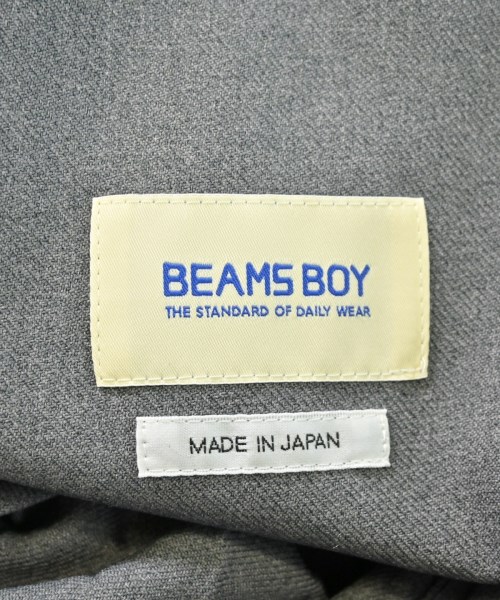 BEAMS BOY
THE STANDARD OF DAILY WEAR
MADE IN JAPAN